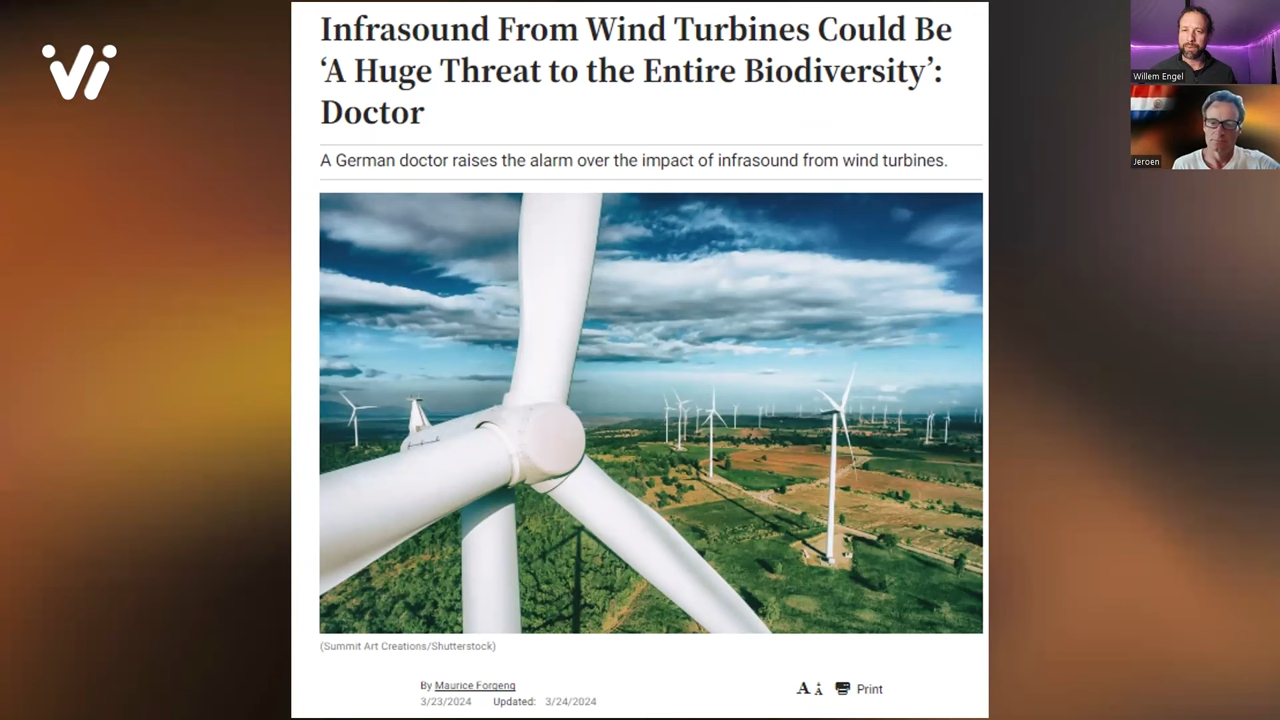 Infrasound From Wind Turbines Could Be
‘A Huge Threat to the Entire Biodiversity’:
Doctor
A German doctor raises the alarm over the impact of infrasound from wind turbines.
(Summit Art Creations/Shutterstock)
By Maurice Forgeng
3/23/2024 Updated: 3/24/2024
A A Print
Vi
Willem Engel
Jeroen